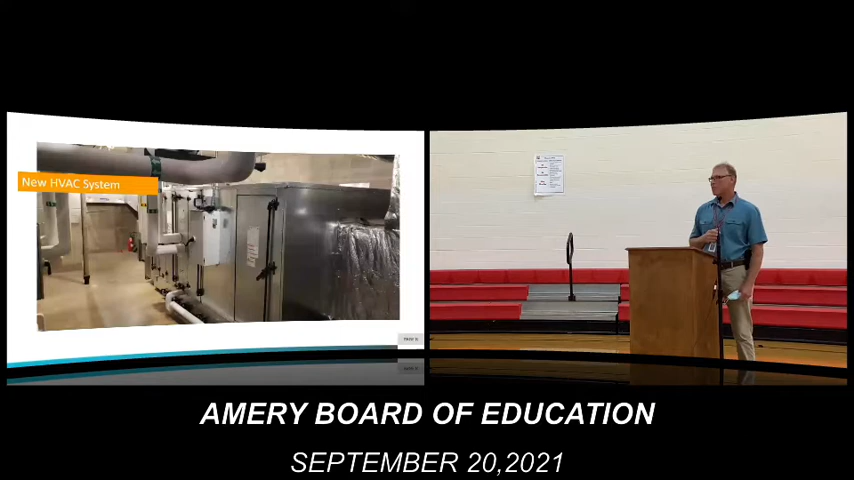 New HVAC System
AMERY BOARD OF EDUCATION
SEPTEMBER 20,2021